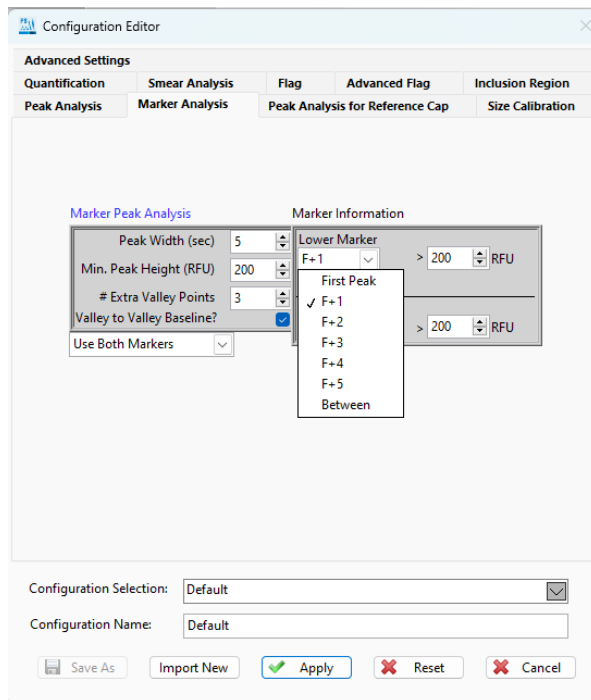 Configuration Editor
Advanced Settings
Quantification Smear Analysis Flag Advanced Flag Inclusion Region
Peak Analysis Marker Analysis Peak Analysis for Reference Cap Size Calibration
Marker Peak Analysis Marker Information
Peak Width (sec) 5 Lower Marker
F+1 > 200 RFU
Min. Peak Height (RFU) 200
First Peak
# Extra Valley Points 3 ✓ F+1
Valley to Valley Baseline? F+2
> 200 RFU
Use Both Markers F+3
F+4
F+5
Between
Configuration Selection: Default
Configuration Name: Default
Save As Import New Apply Reset Cancel